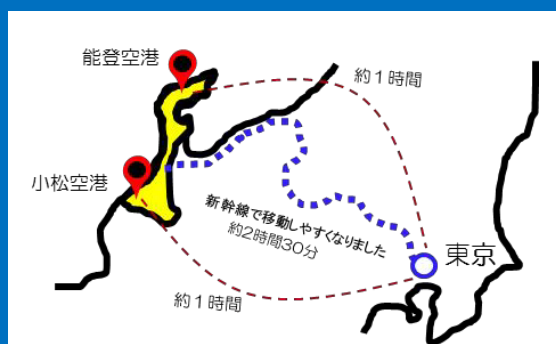 能登空港
約1時間
小松空港
新幹線で移動しやすくなりました
約2時間30分
東京
約1時間